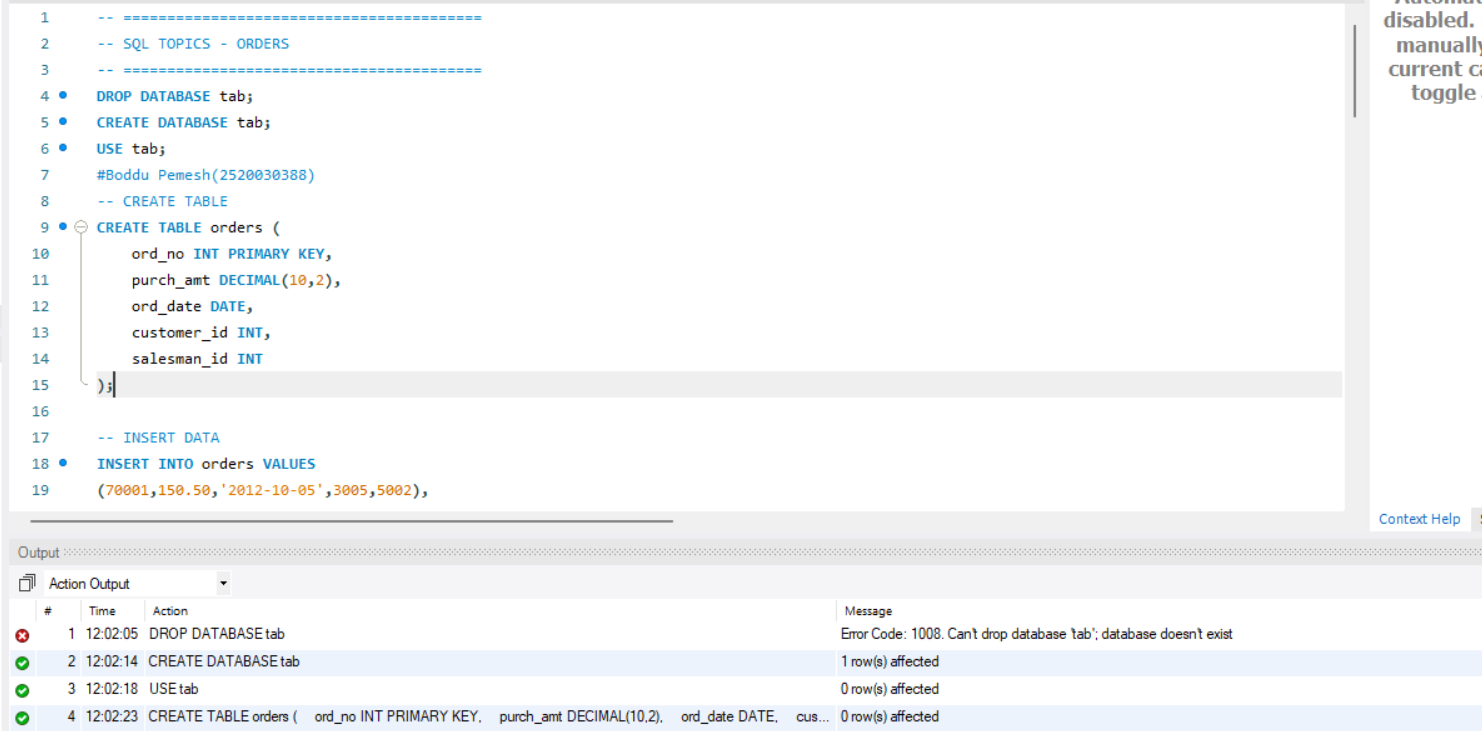 Automat
disabled.
manually
current ca
toggle
1 -- =========================================
2 -- SQL TOPICS - ORDERS
3 -- =========================================
4 DROP DATABASE tab;
5 CREATE DATABASE tab;
6 USE tab;
7 #Boddu Pemesh(2520030388)
8 -- CREATE TABLE
9 CREATE TABLE orders (
10 ord_no INT PRIMARY KEY,
11 purch_amt DECIMAL(10,2),
12 ord_date DATE,
13 customer_id INT,
14 salesman_id INT
15 );
16
17 -- INSERT DATA
18 INSERT INTO orders VALUES
19 (70001,150.50,'2012-10-05',3005,5002),
Context Help
Output
Action Output
# Time Action Message
1 12:02:05 DROP DATABASE tab Error Code: 1008. Can't drop database 'tab'; database doesn't exist
2 12:02:14 CREATE DATABASE tab 1 row(s) affected
3 12:02:18 USE tab 0 row(s) affected
4 12:02:23 CREATE TABLE orders ( ord_no INT PRIMARY KEY, purch_amt DECIMAL(10,2), ord_date DATE, cus... 0 row(s) affected